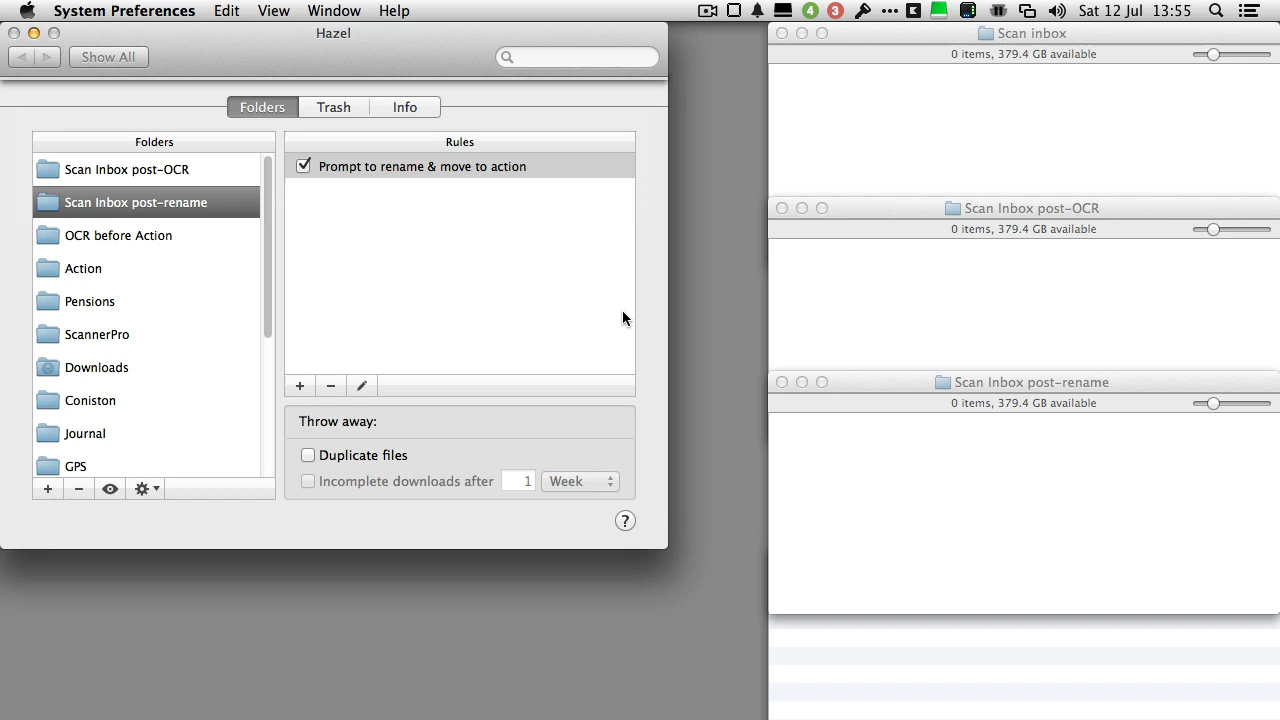 System Preferences Edit View Window Help
4 3 Sat 12 Jul 13:55
Hazel
Show All
Folders Trash Info
Folders
Scan Inbox post-OCR
Scan Inbox post-rename
OCR before Action
Action
Pensions
ScannerPro
Downloads
Coniston
Journal
GPS
Rules
Prompt to rename & move to action
Throw away:
Duplicate files
Incomplete downloads after 1 Week
?
Scan inbox
0 items, 379.4 GB available
Scan Inbox post-OCR
0 items, 379.4 GB available
Scan Inbox post-rename
0 items, 379.4 GB available